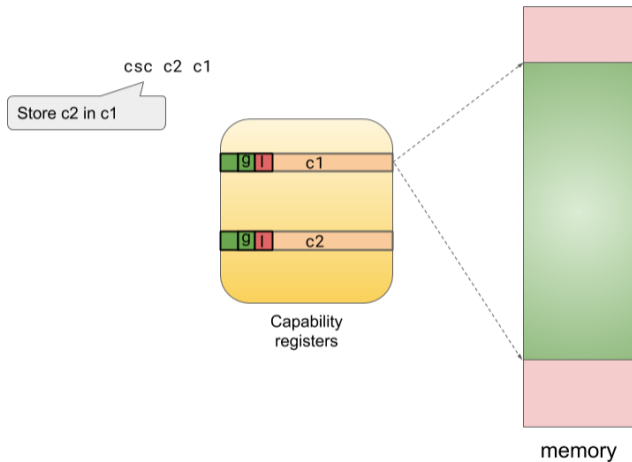 csc c2 c1
Store c2 in c1
g l c1
g l c2
Capability
registers
memory